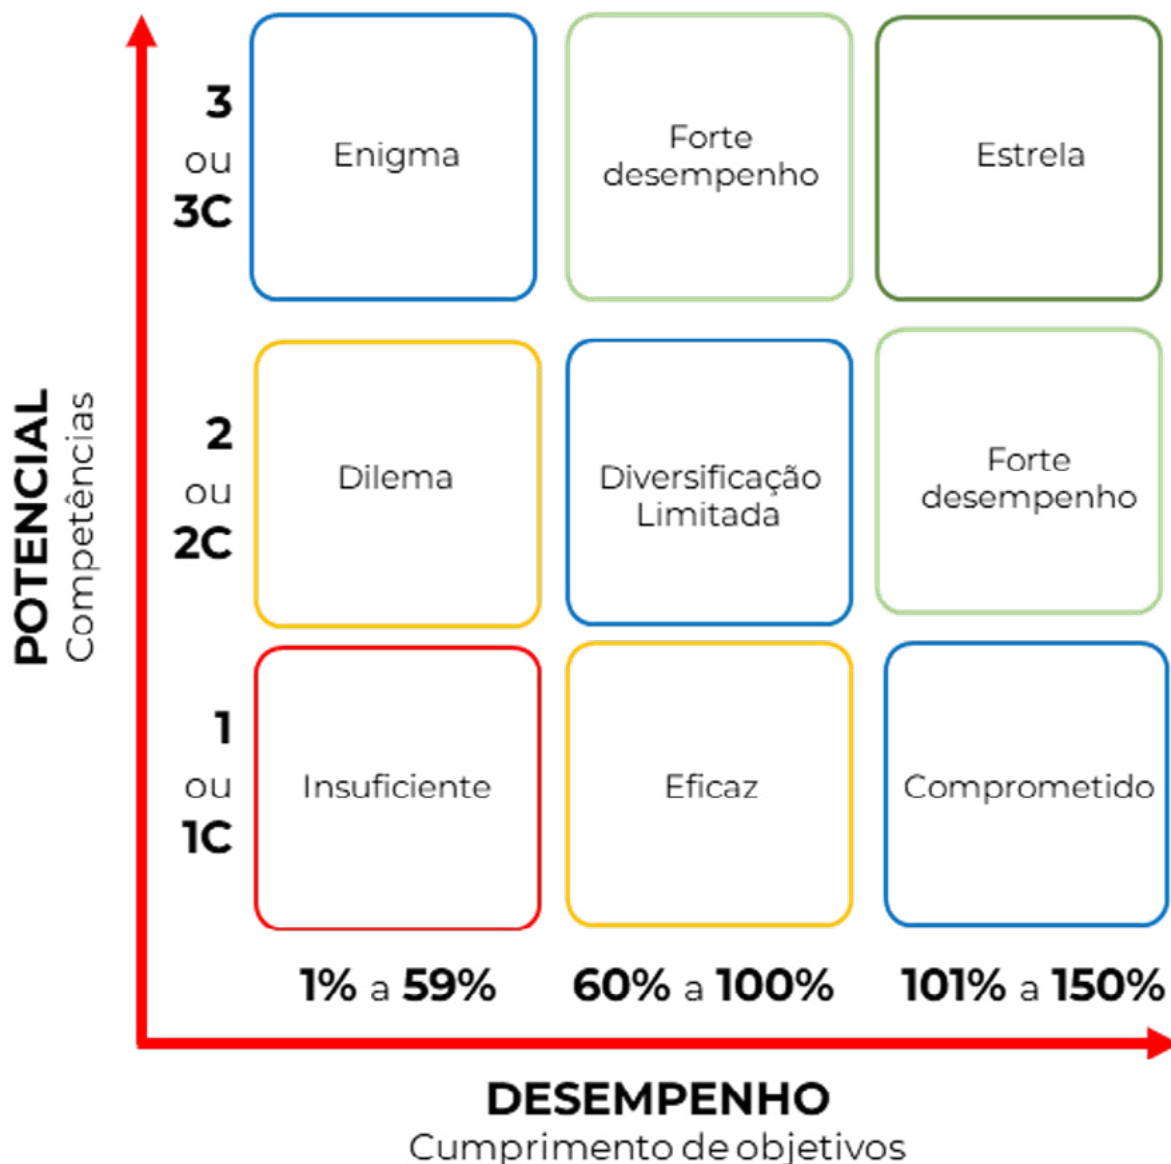 3
ou
3C
Enigma
Forte
desempenho
Estrela
POTENCIAL
Competências
2
ou
2C
Dilema
Diversificação
Limitada
Forte
desempenho
1
ou
1C
Insuficiente
Eficaz
Comprometido
1% a 59%
60% a 100%
101% a 150%
DESEMPENHO
Cumprimento de objetivos